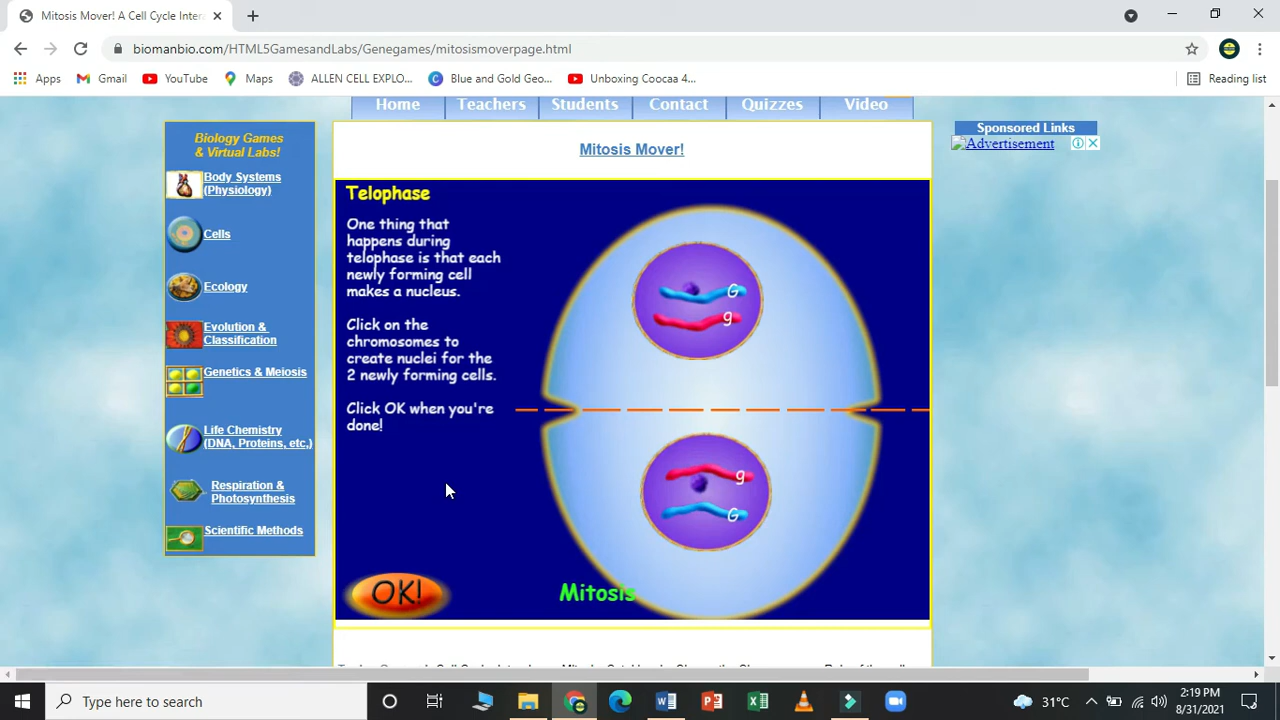 Mitosis Mover! A Cell Cycle Inter
biomanbio.com/HTML5GamesandLabs/Genegames/mitosismoverpage.html
Apps Gmail YouTube Maps ALLEN CELL EXPLO... Blue and Gold Geo... Unboxing Coocaa 4... Reading list
Home Teachers Students Contact Quizzes Video
Biology Games
& Virtual Labs!
Body Systems
(Physiology)
Cells
Ecology
Evolution &
Classification
Genetics & Meiosis
Life Chemistry
(DNA, Proteins, etc,)
Respiration &
Photosynthesis
Scientific Methods
Mitosis Mover!
Telophase
One thing that
happens during
telophase is that each
newly forming cell
makes a nucleus.
Click on the
chromosomes to
create nuclei for the
2 newly forming cells.
Click OK when you're
done!
OK!
G
g
g
G
Mitosis
Sponsored Links
Advertisement
Type here to search
31°C
2:19 PM
8/31/2021